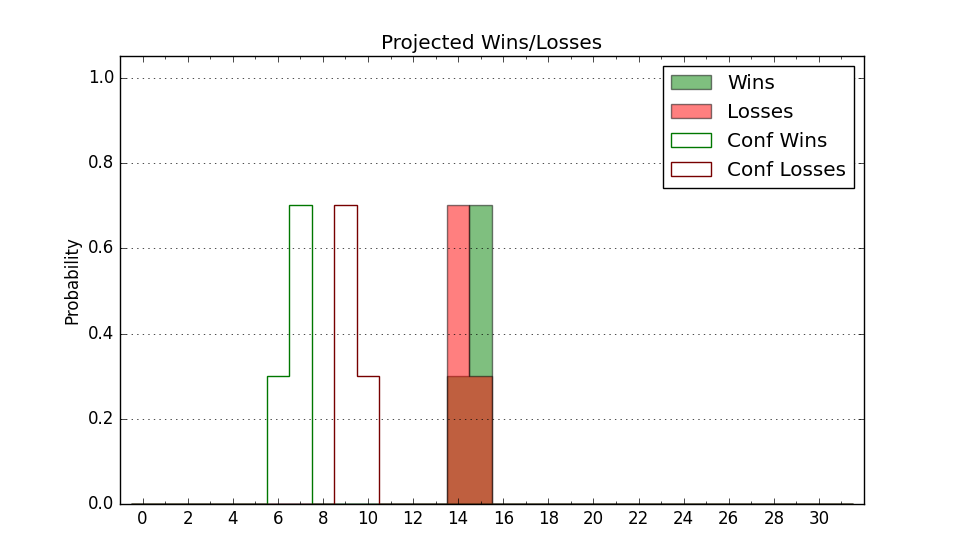 Projected Wins/Losses
Wins
Losses
Conf Wins
Conf Losses
Probability
1.0
0.8
0.6
0.4
0.2
0.0
0 2 4 6 8 10 12 14 16 18 20 22 24 26 28 30